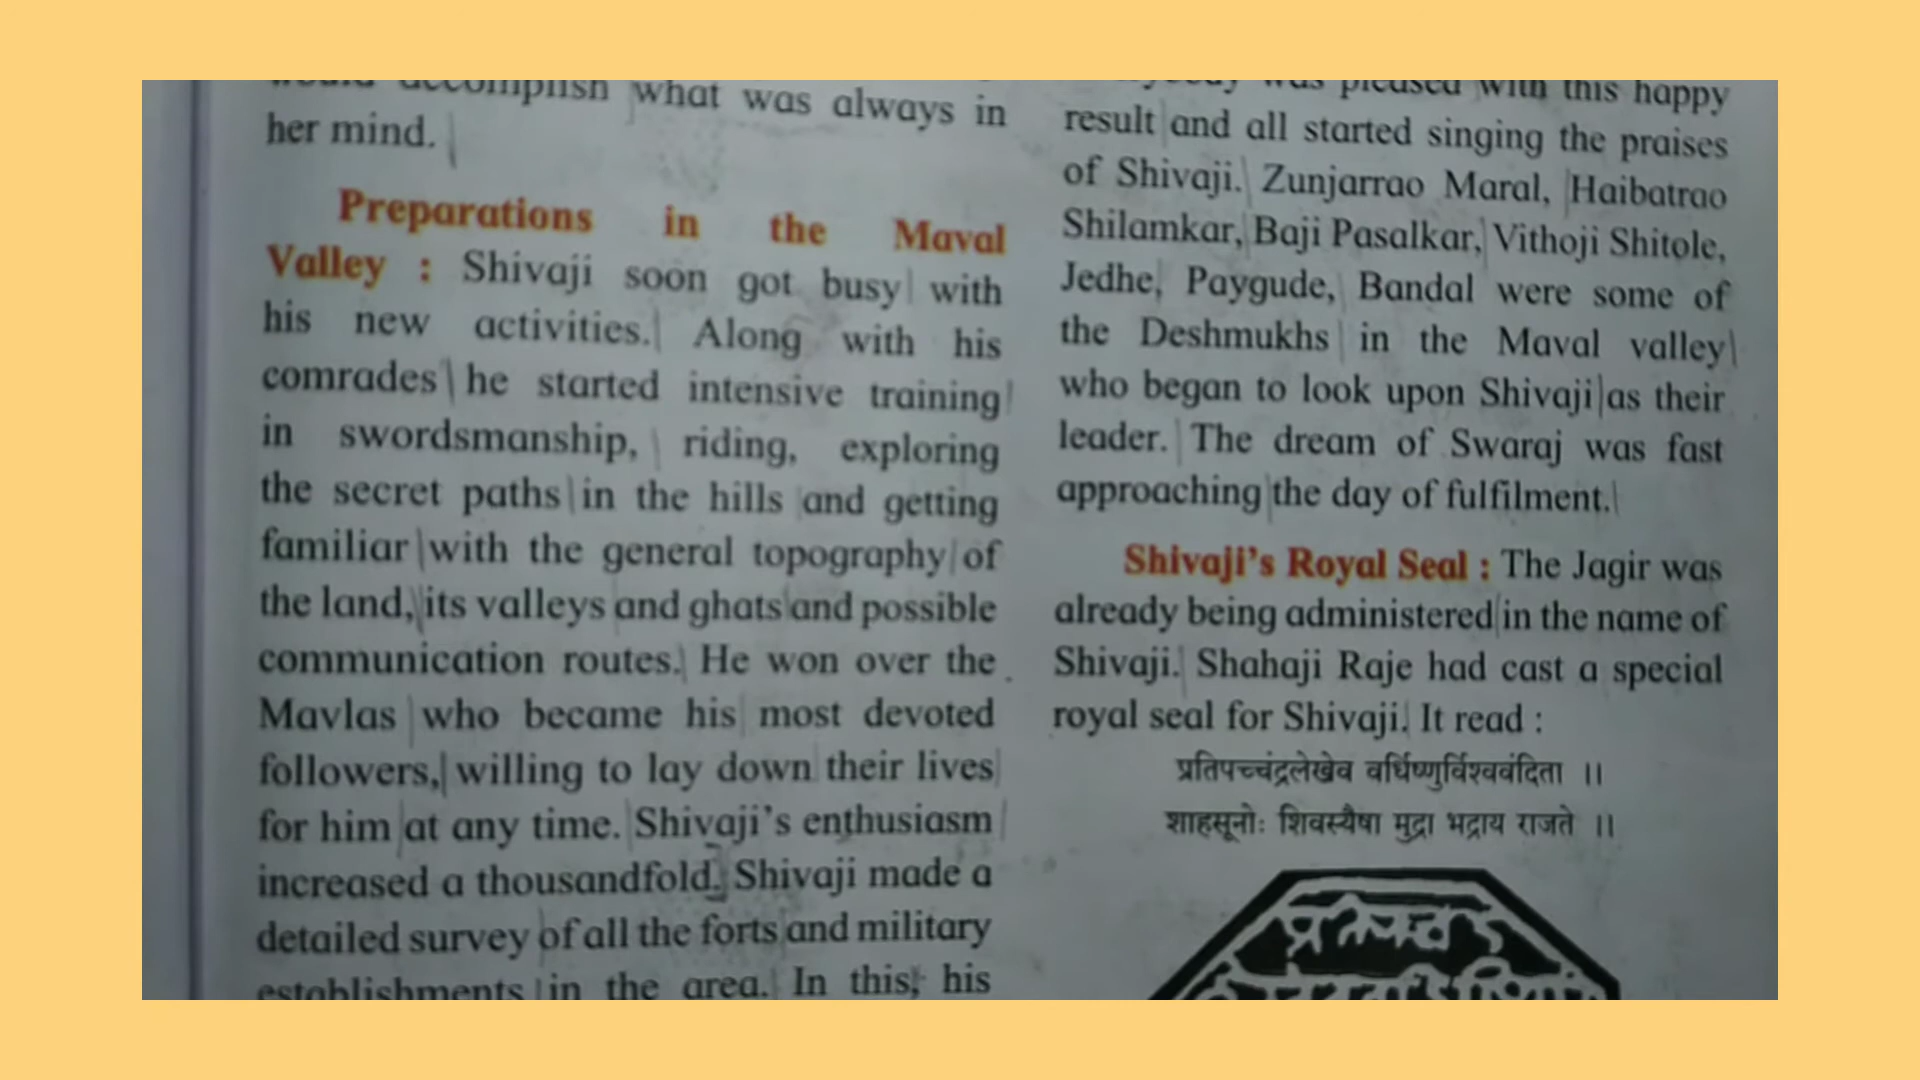 would accomplish what was always in
her mind.
Preparations in the Maval
Valley : Shivaji soon got busy with
his new activities. Along with his
comrades he started intensive training
in swordsmanship, riding, exploring
the secret paths in the hills and getting
familiar with the general topography of
the land, its valleys and ghats and possible
communication routes. He won over the
Mavlas who became his most devoted
followers, willing to lay down their lives
for him at any time. Shivaji's enthusiasm
increased a thousandfold. Shivaji made a
detailed survey of all the forts and military
establishments in the area. In this, his
was pleased with this happy
result and all started singing the praises
of Shivaji. Zunjarrao Maral, Haibatrao
Shilamkar, Baji Pasalkar, Vithoji Shitole,
Jedhe, Paygude, Bandal were some of
the Deshmukhs in the Maval valley
who began to look upon Shivaji as their
leader. The dream of Swaraj was fast
approaching the day of fulfilment.
Shivaji's Royal Seal : The Jagir was
already being administered in the name of
Shivaji. Shahaji Raje had cast a special
royal seal for Shivaji. It read :
प्रतिपच्चंद्रलेखेव वर्धिष्णुर्विश्ववंदिता ।।
शाहसूनोः शिवस्यैषा मुद्रा भद्राय राजते ।।